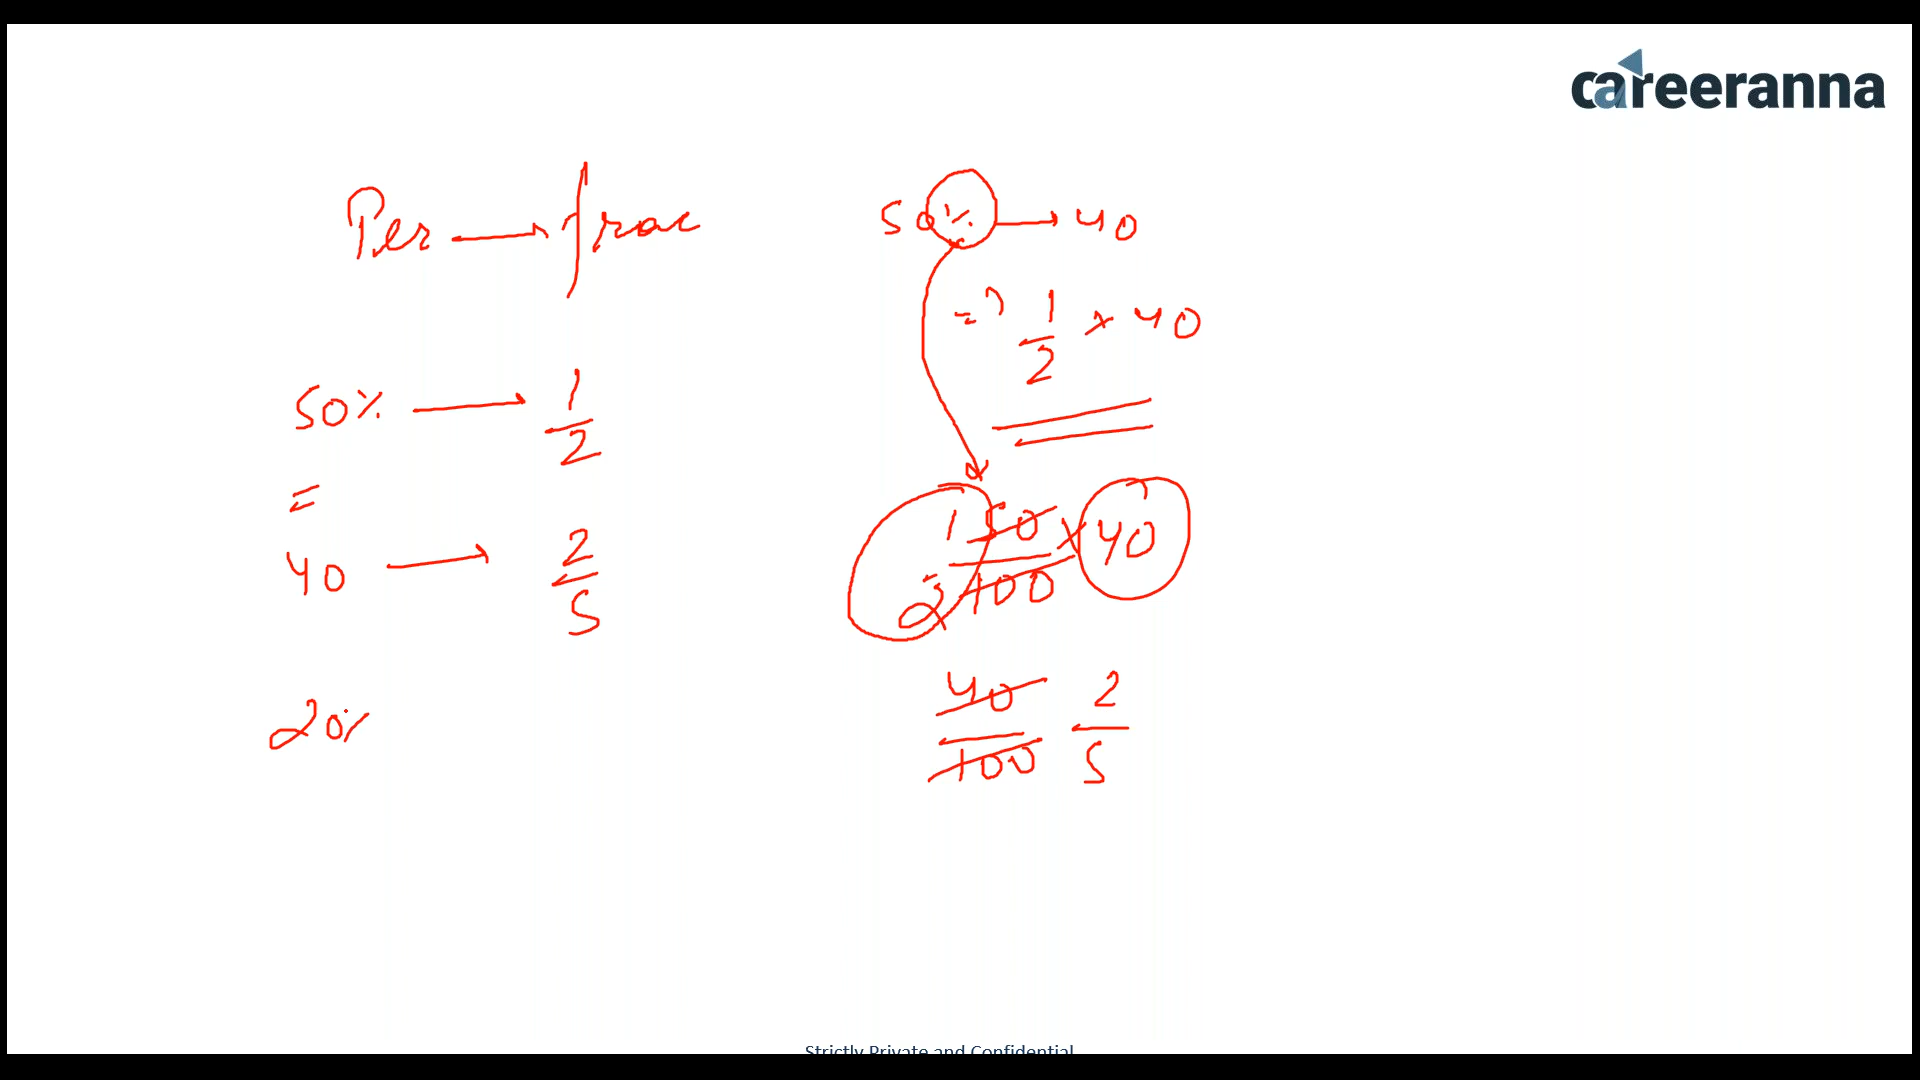 careeranna
Per → frac
50% → 1/2
=
40 → 2/5
20%
50% → 40
=> 1/2 × 40
1 50 × 40
2 100
40/100 2/5
Strictly Private and Confidential